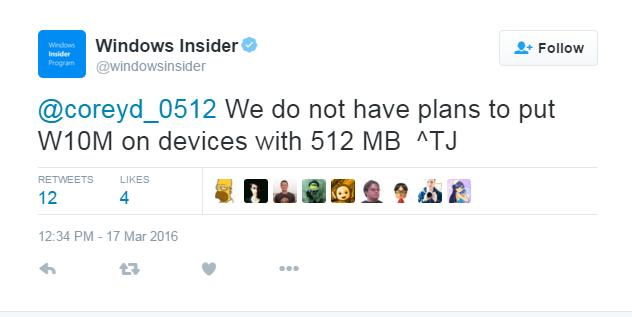 Windows
Insider
Program
Windows Insider
@windowsinsider
Follow
@coreyd_0512 We do not have plans to put
W10M on devices with 512 MB ^TJ
RETWEETS
12
LIKES
4
12:34 PM - 17 Mar 2016